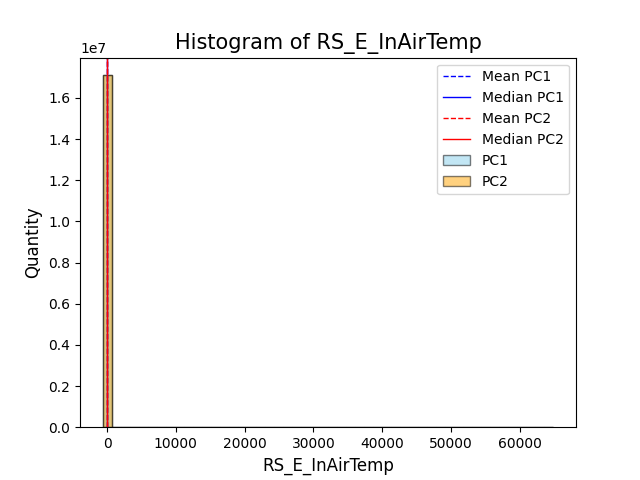 Histogram of RS_E_InAirTemp
1e7
Mean PC1
Median PC1
Mean PC2
Median PC2
PC1
PC2
1.6
1.4
1.2
1.0
0.8
0.6
0.4
0.2
0.0
Quantity
0 10000 20000 30000 40000 50000 60000
RS_E_InAirTemp